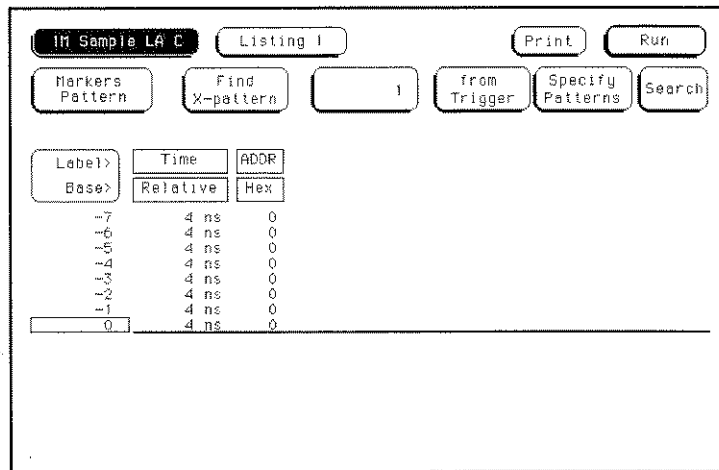 1M Sample LA C Listing 1 Print Run
Markers Pattern Find X-pattern 1 from Trigger Specify Patterns Search
Label> Time ADDR
Base> Relative Hex
-7 4 ns 0
-6 4 ns 0
-5 4 ns 0
-4 4 ns 0
-3 4 ns 0
-2 4 ns 0
-1 4 ns 0
0 4 ns 0